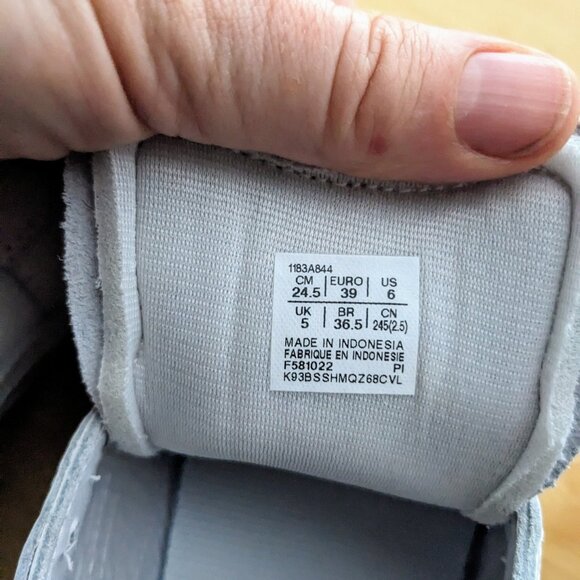 1183A844
CM EURO US
24.5 39 6
UK BR CN
5 36.5 245(2.5)
MADE IN INDONESIA
FABRIQUE EN INDONESIE
F581022 PI
K93BSSHMQZ68CVL